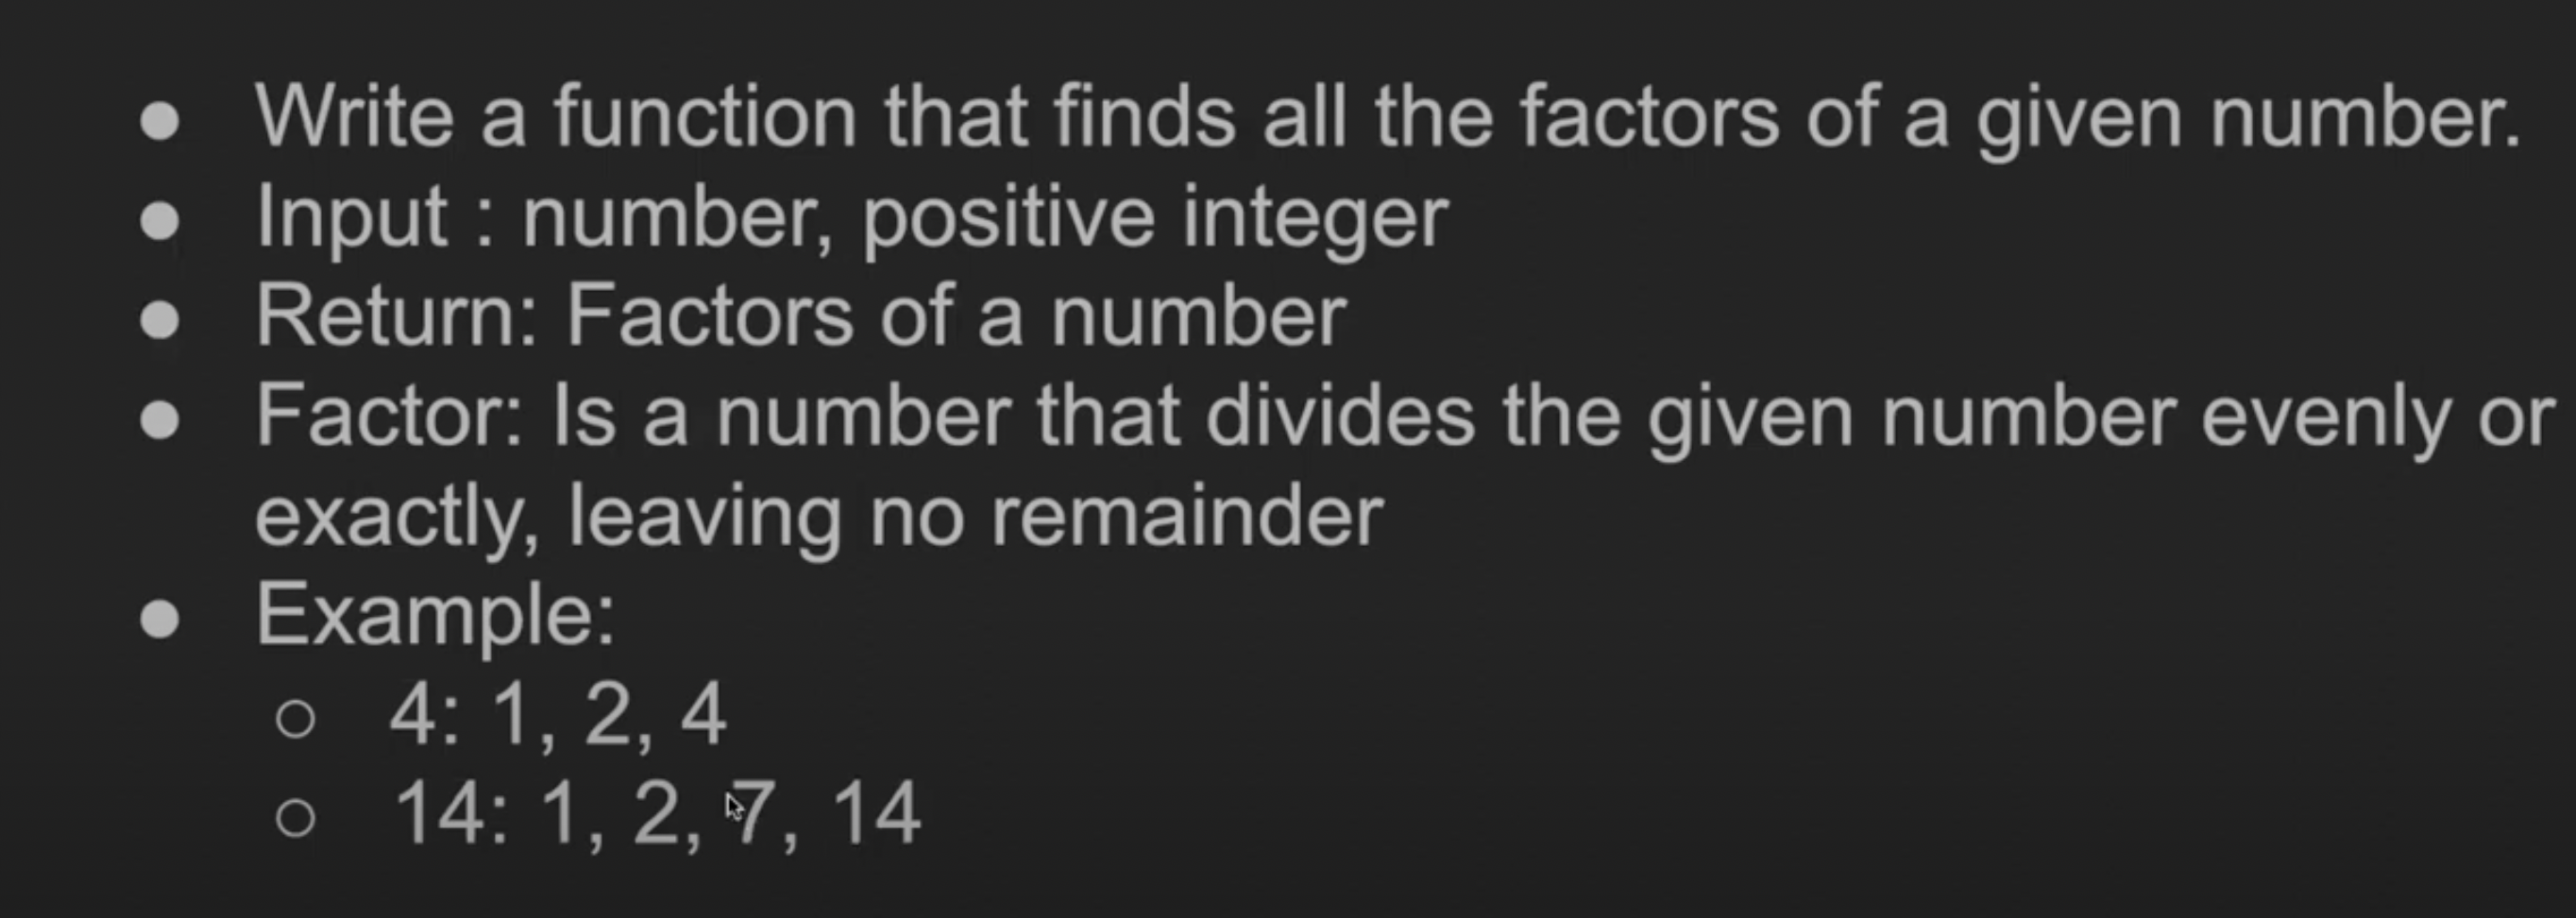 ● Write a function that finds all the factors of a given number.
● Input : number, positive integer
● Return: Factors of a number
● Factor: Is a number that divides the given number evenly or
exactly, leaving no remainder
● Example:
○ 4: 1, 2, 4
○ 14: 1, 2, 7, 14